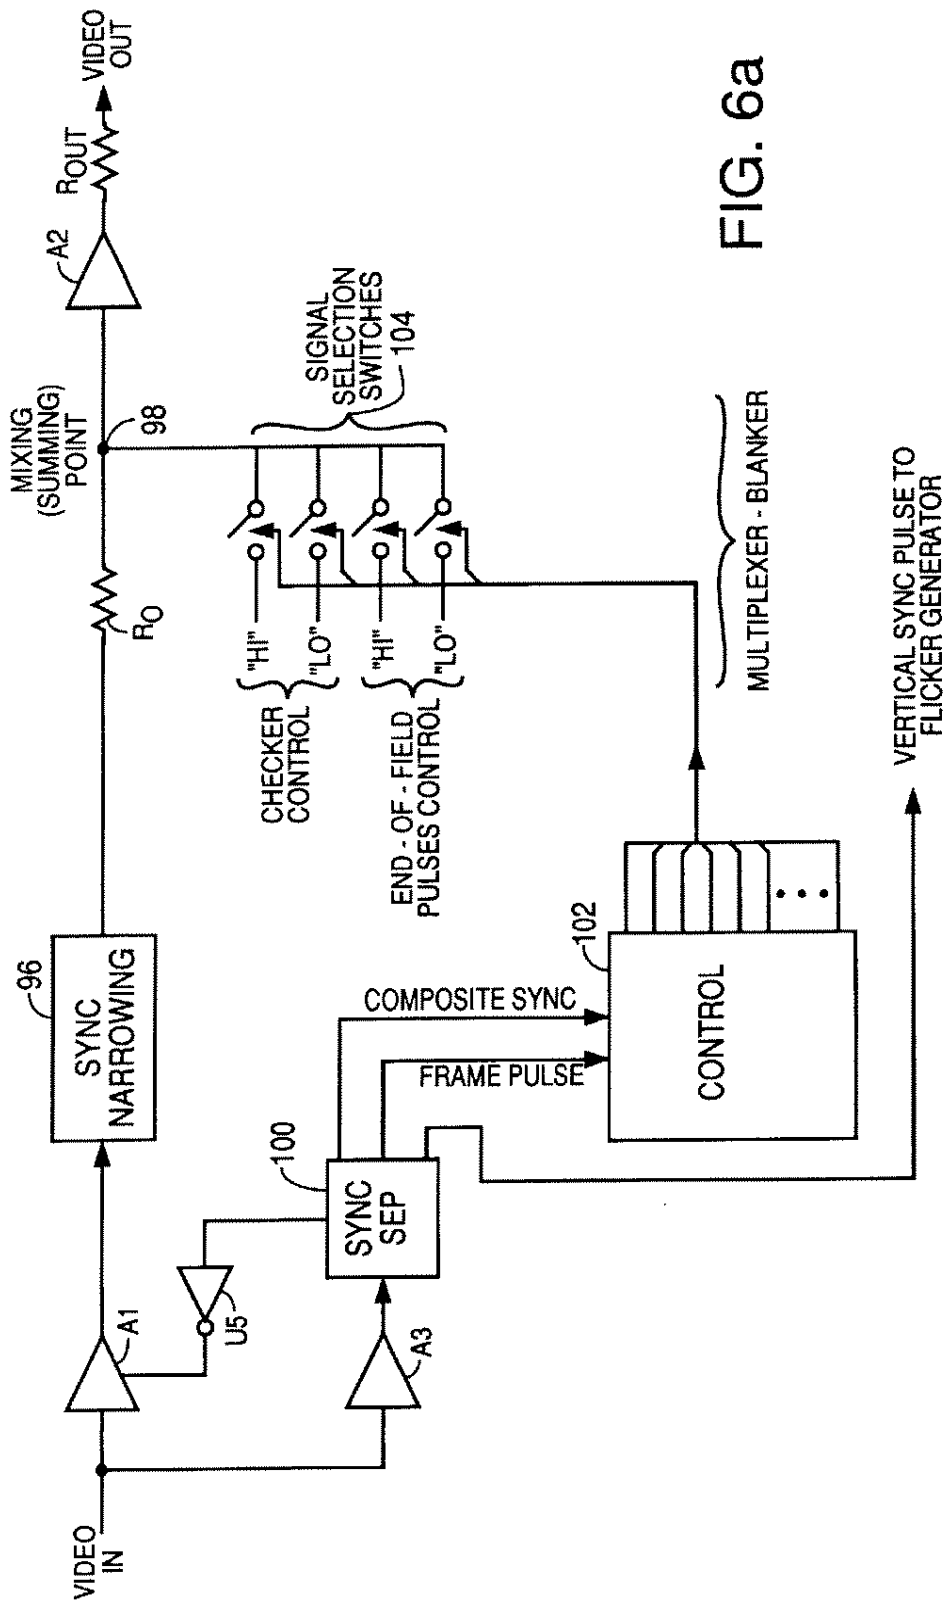 VIDEO
IN
A1
U5
A3
SYNC
NARROWING
96
SYNC
SEP
100
COMPOSITE SYNC
FRAME PULSE
CONTROL
102
RO
MIXING
(SUMMING)
POINT
98
A2
ROUT
VIDEO
OUT
CHECKER
CONTROL
"HI"
"LO"
END - OF - FIELD
PULSES CONTROL
"HI"
"LO"
SIGNAL
SELECTION
SWITCHES
104
MULTIPLEXER - BLANKER
VERTICAL SYNC PULSE TO
FLICKER GENERATOR
FIG. 6a